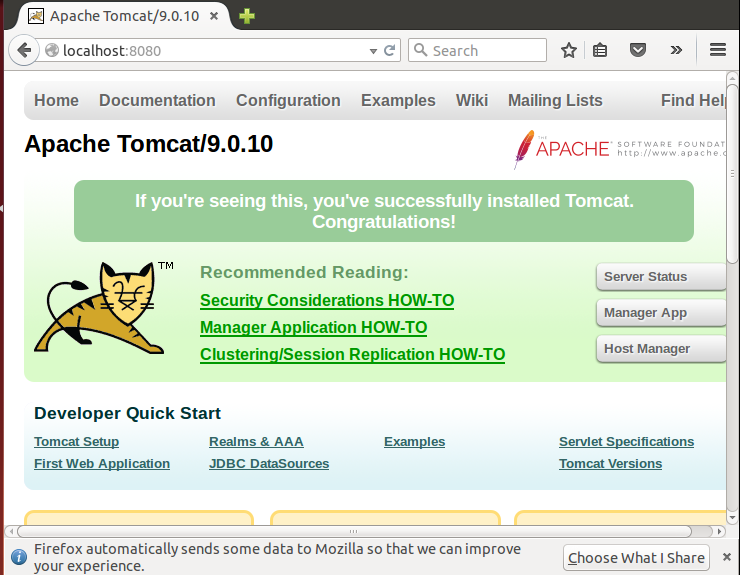 Apache Tomcat/9.0.10
localhost:8080
Search
Home Documentation Configuration Examples Wiki Mailing Lists Find Help
Apache Tomcat/9.0.10
THE
APACHE SOFTWARE FOUNDAT
http://www.apache.
If you're seeing this, you've successfully installed Tomcat.
Congratulations!
TM
Recommended Reading:
Security Considerations HOW-TO
Manager Application HOW-TO
Clustering/Session Replication HOW-TO
Server Status
Manager App
Host Manager
Developer Quick Start
Tomcat Setup Realms & AAA Examples Servlet Specifications
First Web Application JDBC DataSources Tomcat Versions
Firefox automatically sends some data to Mozilla so that we can improve
your experience.
Choose What I Share